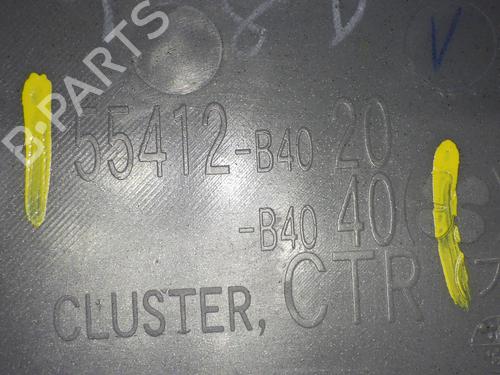 B-PARTS
V
55412-B40 20
-B40 40(S)
CLUSTER, CTR